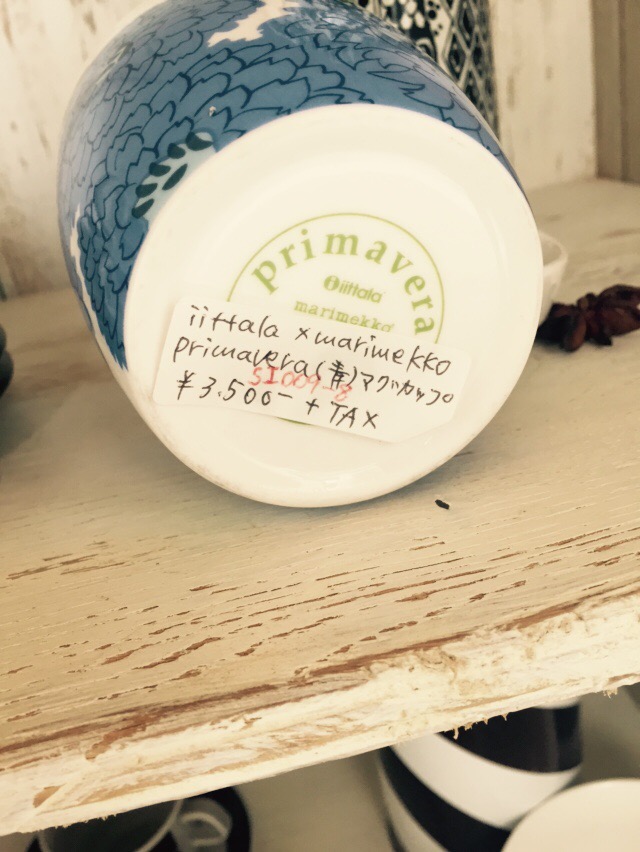 primavera
iittala
marimekko
iittala × marimekko
primavera(青)マグカップ
SI009-8
¥3.500- + TAX